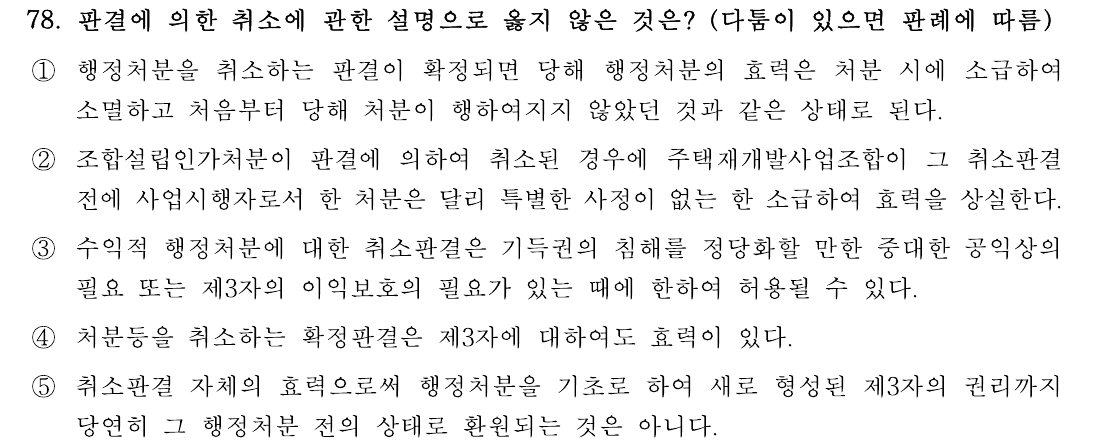 78. 판결에 의한 취소에 관한 설명으로 옳지 않은 것은? (다툼이 있으면 판례에 따름)
① 행정처분을 취소하는 판결이 확정되면 당해 행정처분의 효력은 처분 시에 소급하여
소멸하고 처음부터 당해 처분이 행하여지지 않았던 것과 같은 상태로 된다.
② 조합설립인가처분이 판결에 의하여 취소된 경우에 주택재개발사업조합이 그 취소판결
전에 사업시행자로서 한 처분은 달리 특별한 사정이 없는 한 소급하여 효력을 상실한다.
③ 수익적 행정처분에 대한 취소판결은 기득권의 침해를 정당화할 만한 중대한 공익상의
필요 또는 제3자의 이익보호의 필요가 있는 때에 한하여 허용될 수 있다.
④ 처분등을 취소하는 확정판결은 제3자에 대하여도 효력이 있다.
⑤ 취소판결 자체의 효력으로써 행정처분을 기초로 하여 새로 형성된 제3자의 권리까지
당연히 그 행정처분 전의 상태로 환원되는 것은 아니다.